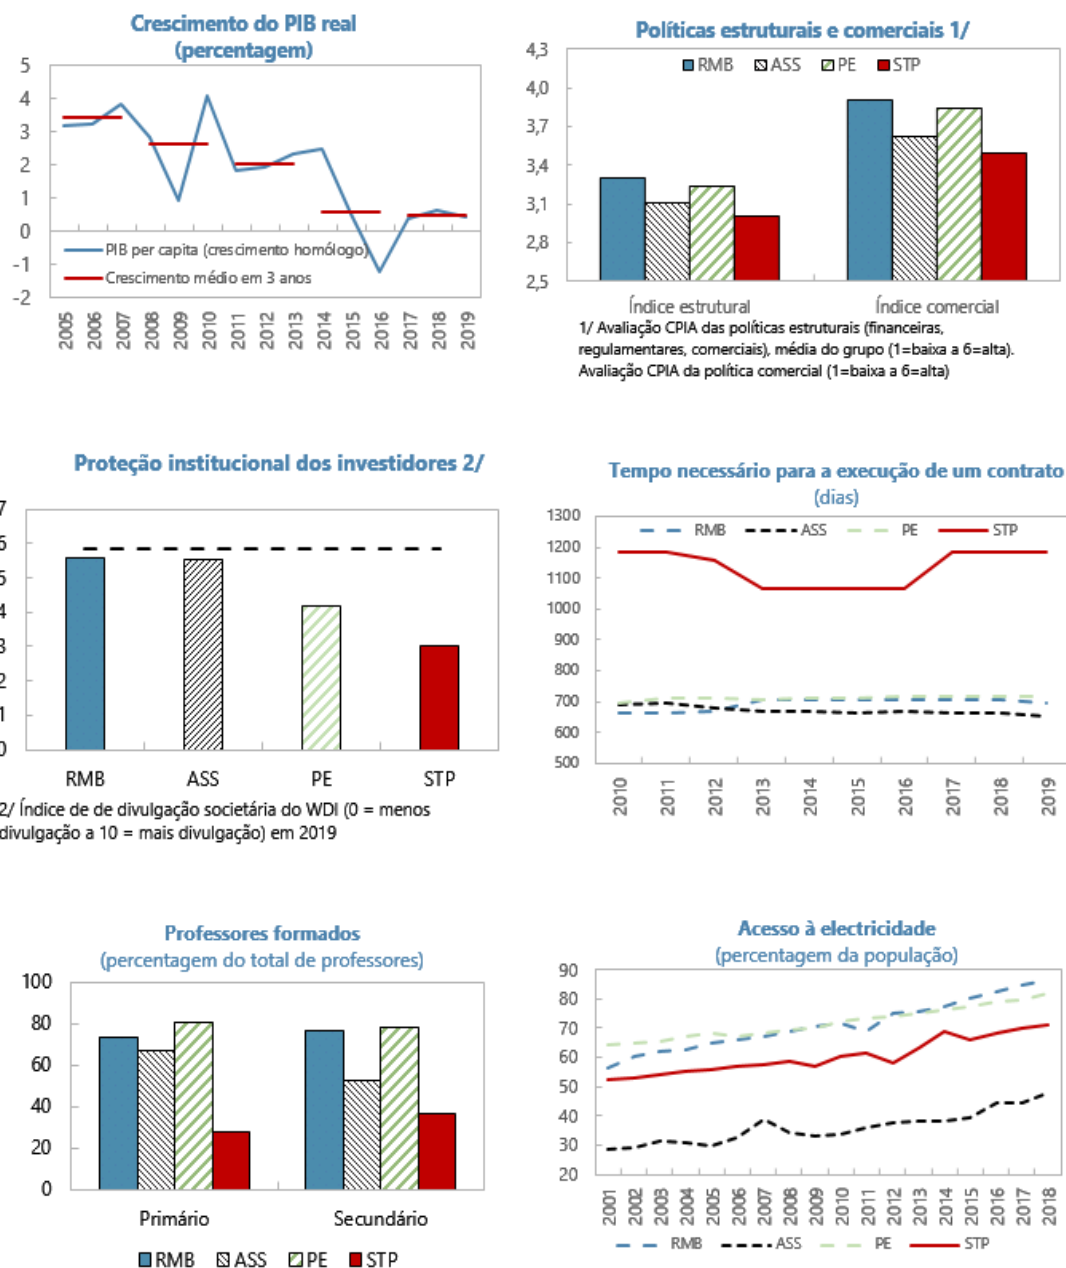 Crescimento do PIB real
(percentagem)
5
4
3
2
1
0
-1
-2
PIB per capita (crescimento homólogo)
Crescimento médio em 3 anos
2005 2006 2007 2008 2009 2010 2011 2012 2013 2014 2015 2016 2017 2018 2019
Políticas estruturais e comerciais 1/
RMB ASS PE STP
4,3
4,0
3,7
3,4
3,1
2,8
2,5
Índice estrutural Índice comercial
1/ Avaliação CPIA das políticas estruturais (financeiras,
regulamentares, comerciais), média do grupo (1=baixa a 6=alta).
Avaliação CPIA da política comercial (1=baixa a 6=alta)
Proteção institucional dos investidores 2/
7
6
5
4
3
2
1
0
RMB ASS PE STP
2/ Índice de de divulgação societária do WDI (0 = menos
divulgação a 10 = mais divulgação) em 2019
Tempo necessário para a execução de um contrato
(dias)
RMB ASS PE STP
1300
1200
1100
1000
900
800
700
600
500
2010 2011 2012 2013 2014 2015 2016 2017 2018 2019
Professores formados
(percentagem do total de professores)
100
80
60
40
20
0
Primário Secundário
RMB ASS PE STP
Acesso à electricidade
(percentagem da população)
90
80
70
60
50
40
30
20
2001 2002 2003 2004 2005 2006 2007 2008 2009 2010 2011 2012 2013 2014 2015 2016 2017 2018
RMB ASS PE STP